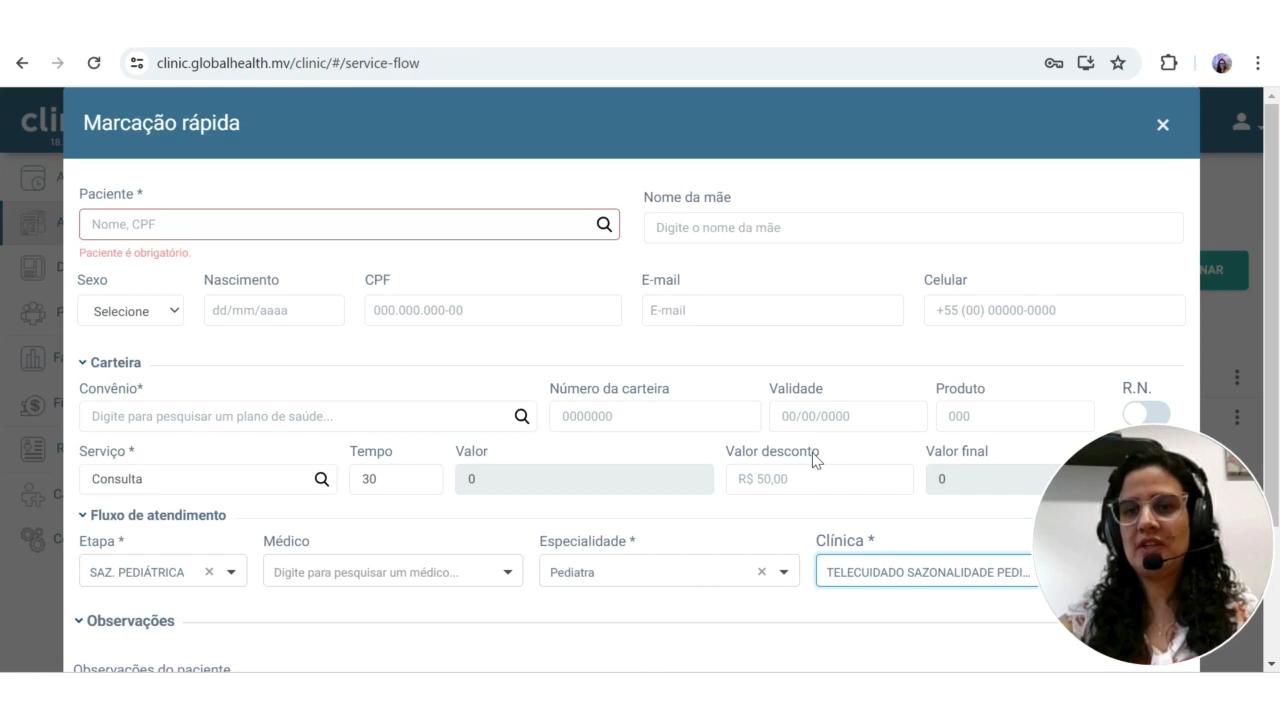 clinic.globalhealth.mv/clinic/#/service-flow
Marcação rápida
Paciente *
Nome da mãe
Nome, CPF
Digite o nome da mãe
Paciente é obrigatório.
Sexo Nascimento CPF E-mail Celular
Selecione dd/mm/aaaa 000.000.000-00 E-mail +55 (00) 00000-0000
Carteira
Convênio* Número da carteira Validade Produto R.N.
Digite para pesquisar um plano de saúde... 0000000 00/00/0000 000
Serviço * Tempo Valor Valor desconto Valor final
Consulta 30 0 R$ 50,00 0
Fluxo de atendimento
Etapa * Médico Especialidade * Clínica *
SAZ. PEDIÁTRICA Digite para pesquisar um médico... Pediatra TELECUIDADO SAZONALIDADE PEDI...
Observações
Observações do paciente